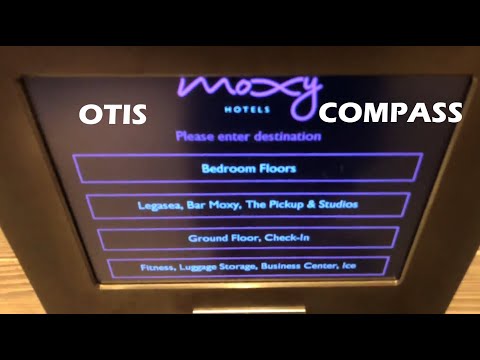 moxy
HOTELS
OTIS
COMPASS
Please enter destination
Bedroom Floors
Legasea, Bar Moxy, The Pickup & Studios
Ground Floor, Check-In
Fitness, Luggage Storage, Business Center, Ice